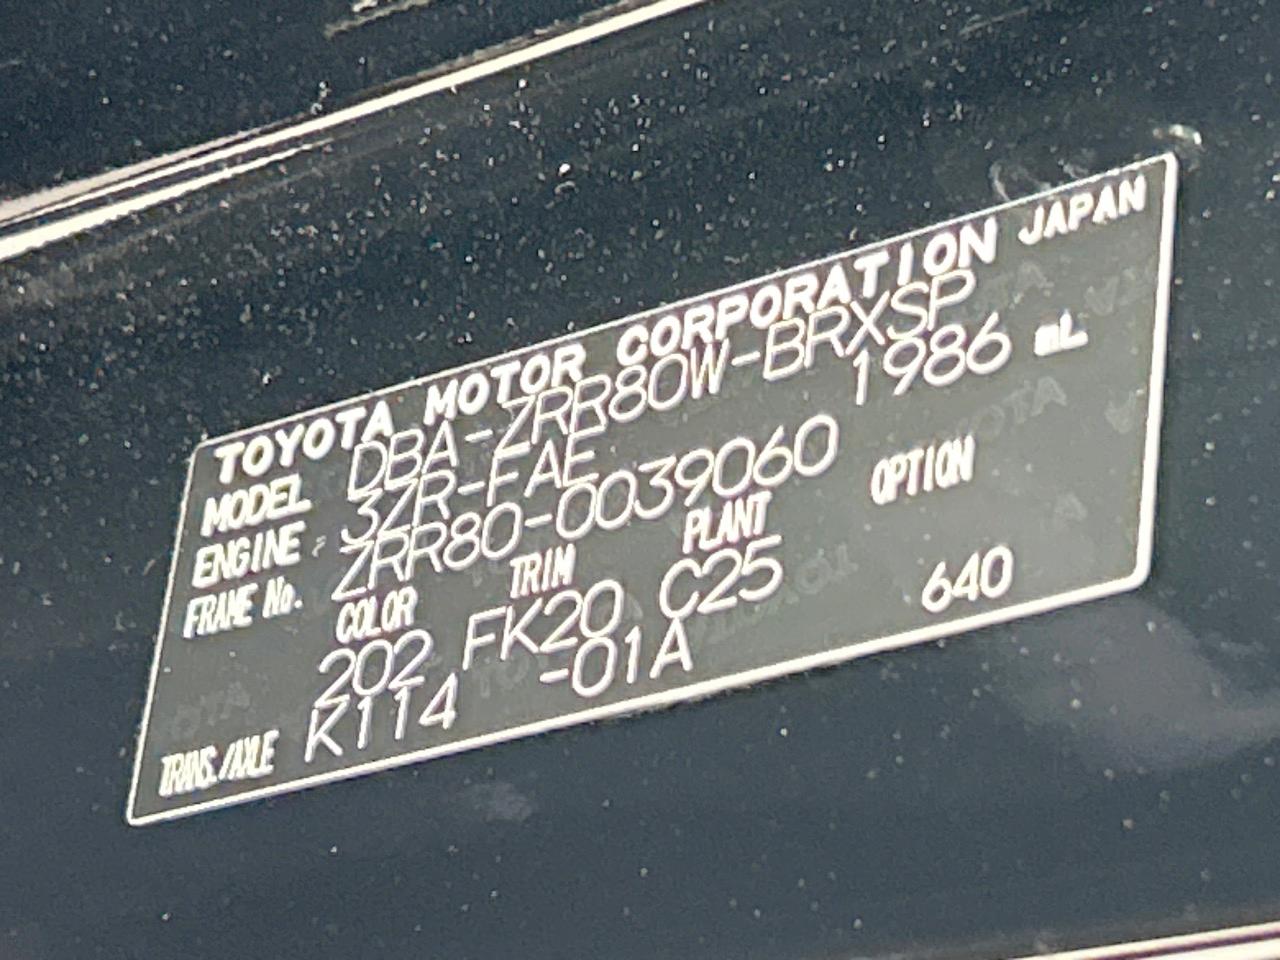 TOYOTA MOTOR CORPORATION JAPAN
MODEL DBA-ZRR80W-BRXSP
ENGINE 3ZR-FAE 1986 mL
FRAME No. ZRR80-0039060
COLOR TRIM PLANT OPTION
202 FK20 C25 640
TRANS./AXLE K114 -01A